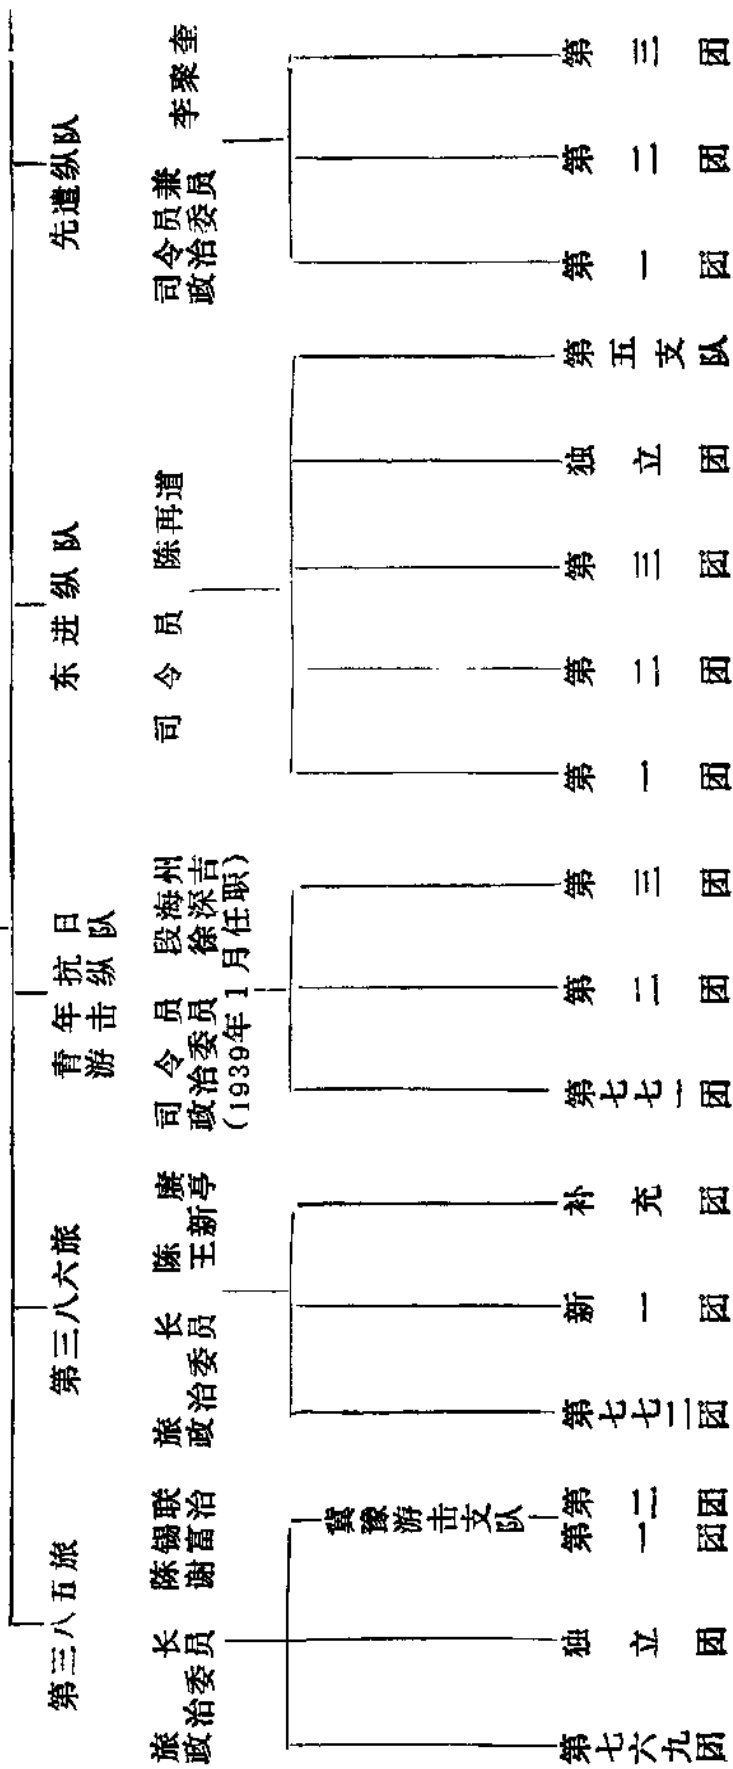 第三八五旅
旅长 陈锡联
政治委员 谢富治
第七六九团
独立团
冀豫游击支队
第一团
第二团
第三八六旅
旅长 陈赓
政治委员 王新亭
第七七二团
新一团
补充团
青年抗日
游击纵队
司令员 段海州
政治委员 徐深吉
(1939年1月任职)
第七七一团
第二团
第三团
东进纵队
司令员 陈再道
第一团
第二团
第三团
独立团
第五支队
先遣纵队
司令员兼
政治委员 李聚奎
第一团
第二团
第三团